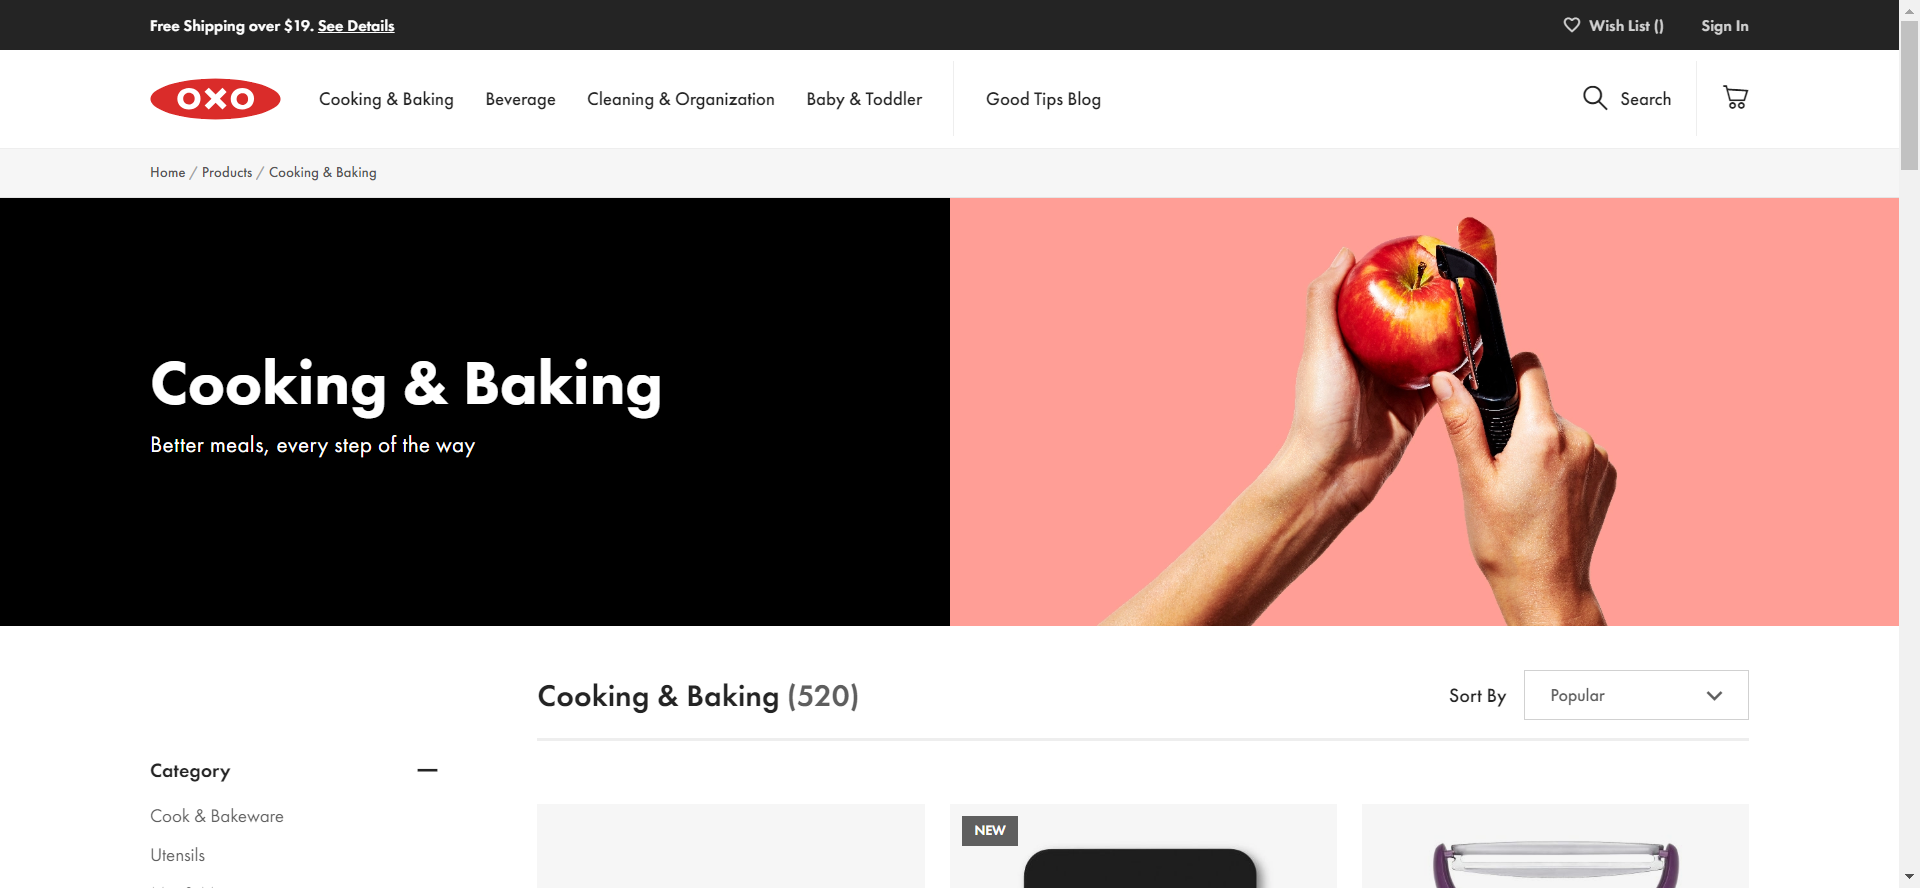 Free Shipping over $19. See Details
Wish List ()
Sign In
OXO
Cooking & Baking
Beverage
Cleaning & Organization
Baby & Toddler
Good Tips Blog
Search
Home / Products / Cooking & Baking
Cooking & Baking
Better meals, every step of the way
Cooking & Baking (520)
Sort By
Popular
Category
Cook & Bakeware
Utensils
NEW